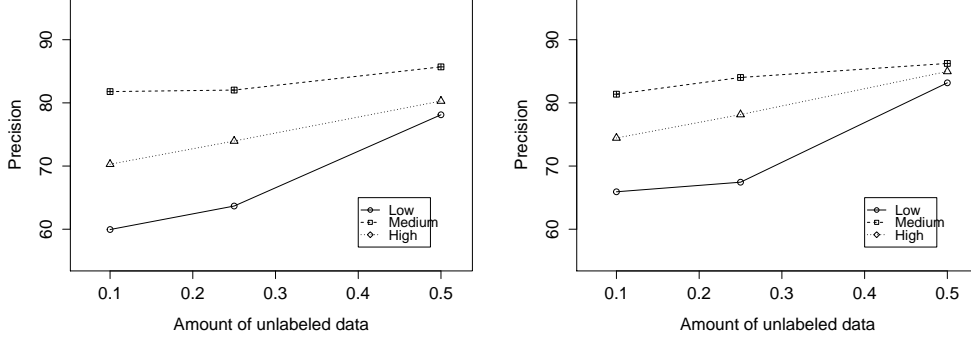 90
80
70
60
Precision
0.1 0.2 0.3 0.4 0.5
Amount of unlabeled data
Low
Medium
High
90
80
70
60
Precision
0.1 0.2 0.3 0.4 0.5
Amount of unlabeled data
Low
Medium
High